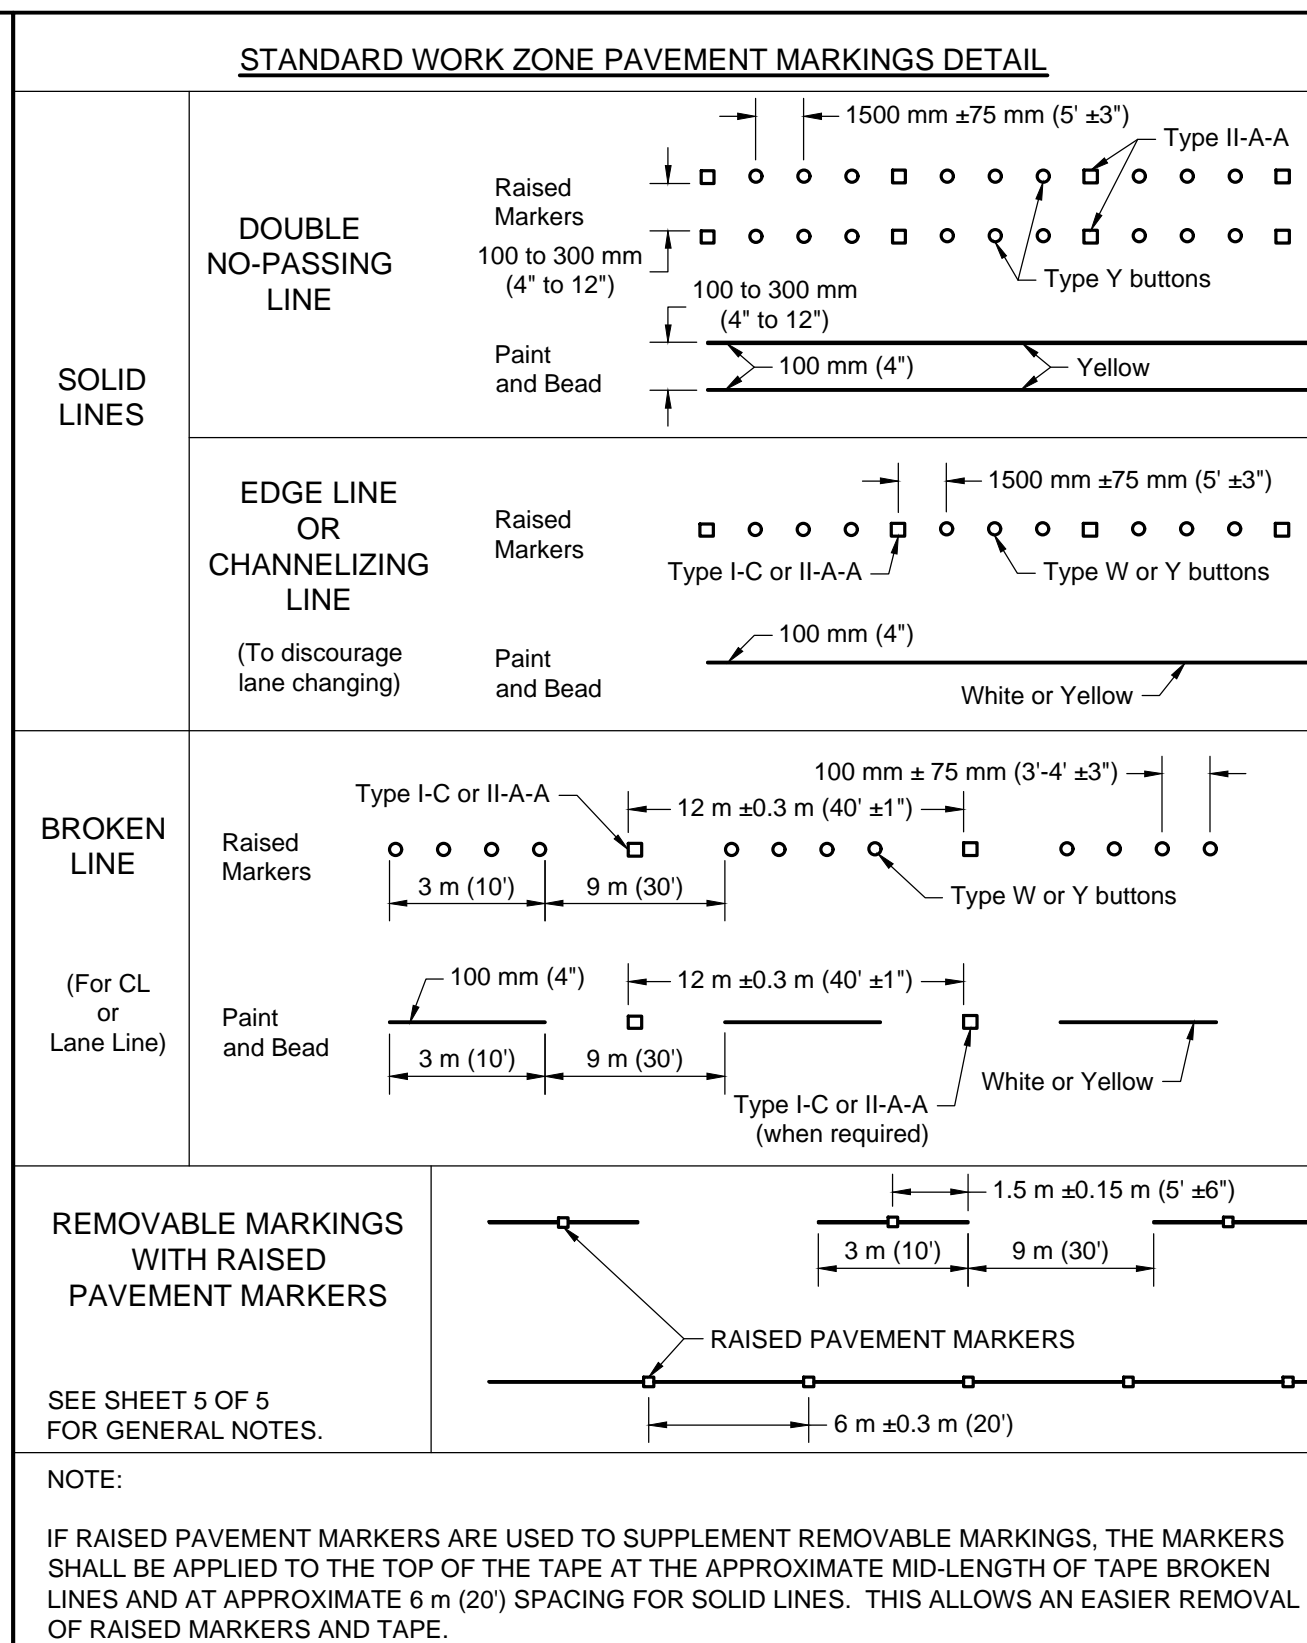 STANDARD WORK ZONE PAVEMENT MARKINGS DETAIL
SOLID
LINES
DOUBLE
NO-PASSING
LINE
Raised
Markers
100 to 300 mm
(4" to 12")
1500 mm ±75 mm (5' ±3")
Type II-A-A
Type Y buttons
100 to 300 mm
(4" to 12")
Paint
and Bead
100 mm (4")
Yellow
EDGE LINE
OR
CHANNELIZING
LINE
(To discourage
lane changing)
Raised
Markers
1500 mm ±75 mm (5' ±3")
Type I-C or II-A-A
Type W or Y buttons
Paint
and Bead
100 mm (4")
White or Yellow
BROKEN
LINE
(For CL
or
Lane Line)
Raised
Markers
Type I-C or II-A-A
100 mm ± 75 mm (3'-4' ±3")
12 m ±0.3 m (40' ±1")
3 m (10')
9 m (30')
Type W or Y buttons
Paint
and Bead
100 mm (4")
12 m ±0.3 m (40' ±1")
3 m (10')
9 m (30')
Type I-C or II-A-A
(when required)
White or Yellow
REMOVABLE MARKINGS
WITH RAISED
PAVEMENT MARKERS
SEE SHEET 5 OF 5
FOR GENERAL NOTES.
1.5 m ±0.15 m (5' ±6")
3 m (10')
9 m (30')
RAISED PAVEMENT MARKERS
6 m ±0.3 m (20')
NOTE:
IF RAISED PAVEMENT MARKERS ARE USED TO SUPPLEMENT REMOVABLE MARKINGS, THE MARKERS
SHALL BE APPLIED TO THE TOP OF THE TAPE AT THE APPROXIMATE MID-LENGTH OF TAPE BROKEN
LINES AND AT APPROXIMATE 6 m (20') SPACING FOR SOLID LINES. THIS ALLOWS AN EASIER REMOVAL
OF RAISED MARKERS AND TAPE.